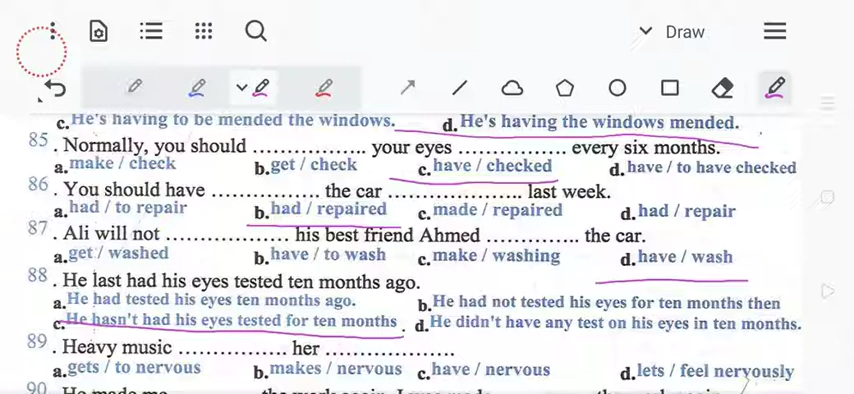 Draw
c.He's having to be mended the windows. d.He's having the windows mended.
85 . Normally, you should ................ your eyes ................ every six months.
a.make / check b.get / check c.have / checked d.have / to have checked
86 . You should have ................ the car .................... last week.
a.had / to repair b.had / repaired c.made / repaired d.had / repair
87 . Ali will not ................... his best friend Ahmed .............. the car.
a.get / washed b.have / to wash c.make / washing d.have / wash
88 . He last had his eyes tested ten months ago.
a.He had tested his eyes ten months ago. b.He had not tested his eyes for ten months then
c.He hasn't had his eyes tested for ten months . d.He didn't have any test on his eyes in ten months.
89 . Heavy music ................ her ...................
a.gets / to nervous b.makes / nervous c.have / nervous d.lets / feel nervously